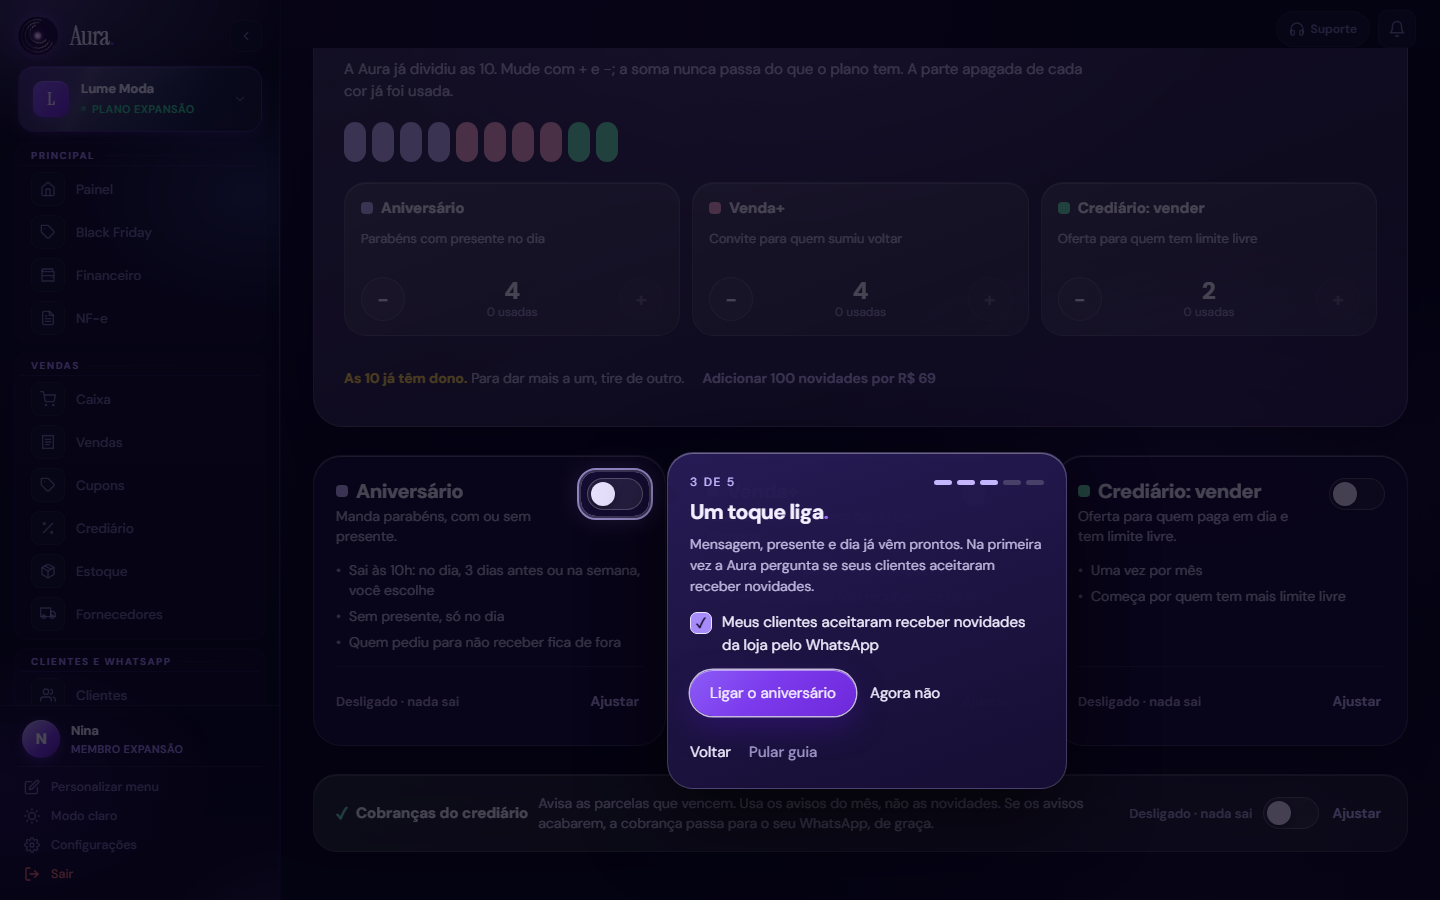 Aura.
Suporte
L
Lume Moda
PLANO EXPANSÃO
PRINCIPAL
Painel
Black Friday
Financeiro
NF-e
VENDAS
Caixa
Vendas
Cupons
Crediário
Estoque
Fornecedores
CLIENTES E WHATSAPP
Clientes
N
Nina
MEMBRO EXPANSÃO
Personalizar menu
Modo claro
Configurações
Sair
A Aura já dividiu as 10. Mude com + e −; a soma nunca passa do que o plano tem. A parte apagada de cada
cor já foi usada.
Aniversário
Parabéns com presente no dia
− 4 +
0 usadas
Venda+
Convite para quem sumiu voltar
− 4 +
0 usadas
Crediário: vender
Oferta para quem tem limite livre
− 2 +
0 usadas
As 10 já têm dono. Para dar mais a um, tire de outro. Adicionar 100 novidades por R$ 69
Aniversário
Manda parabéns, com ou sem
presente.
• Sai às 10h: no dia, 3 dias antes ou na semana,
você escolhe
• Sem presente, só no dia
• Quem pediu para não receber fica de fora
Desligado · nada sai Ajustar
3 DE 5
Um toque liga.
Mensagem, presente e dia já vêm prontos. Na primeira
vez a Aura pergunta se seus clientes aceitaram
receber novidades.
Meus clientes aceitaram receber novidades
da loja pelo WhatsApp
Ligar o aniversário Agora não
Voltar Pular guia
Crediário: vender
Oferta para quem paga em dia e
tem limite livre.
• Uma vez por mês
• Começa por quem tem mais limite livre
Desligado · nada sai Ajustar
Cobranças do crediário
Avisa as parcelas que vencem. Usa os avisos do mês, não as novidades. Se os avisos
acabarem, a cobrança passa para o seu WhatsApp, de graça.
Desligado · nada sai Ajustar